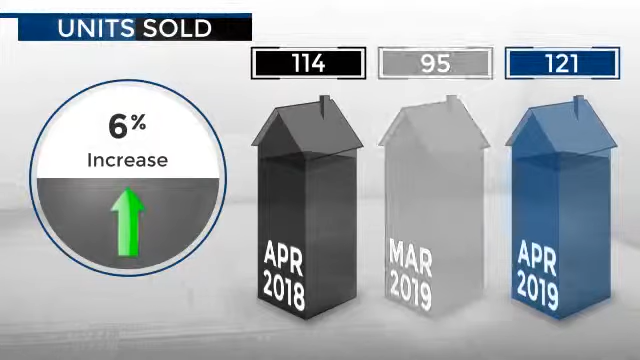 UNITS SOLD
114
95
121
6%
Increase
APR
2018
MAR
2019
APR
2019